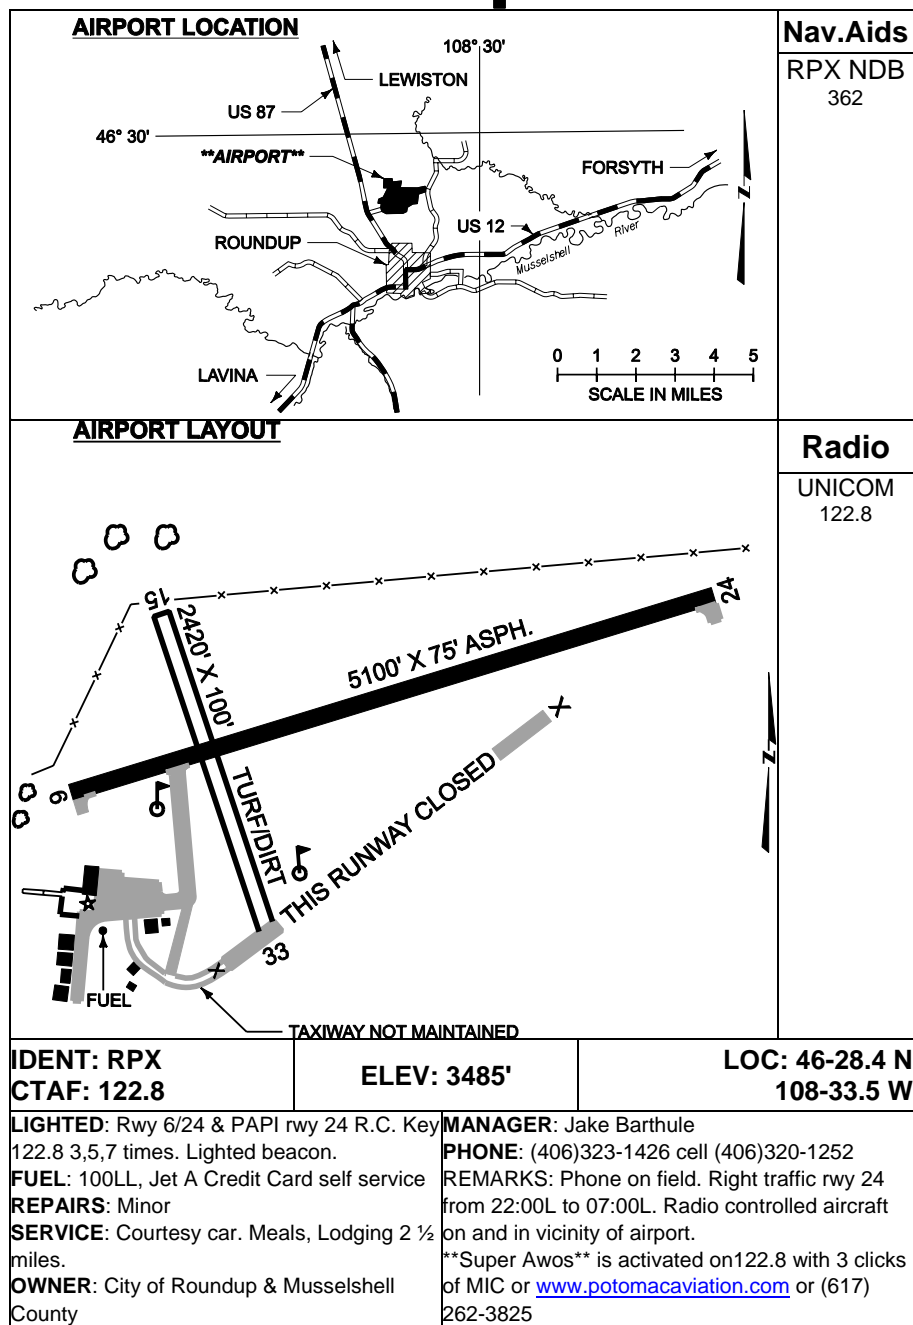 AIRPORT LOCATION
108° 30'
LEWISTON
US 87
46° 30'
**AIRPORT**
FORSYTH
US 12
ROUNDUP
Musselshell River
N
LAVINA
0 1 2 3 4 5
SCALE IN MILES
Nav.Aids
RPX NDB
362
AIRPORT LAYOUT
Radio
UNICOM
122.8
15
24
2420' X 100'
5100' X 75' ASPH.
N
6
TURF/DIRT
THIS RUNWAY CLOSED
33
FUEL
TAXIWAY NOT MAINTAINED
IDENT: RPX
CTAF: 122.8
ELEV: 3485'
LOC: 46-28.4 N
108-33.5 W
LIGHTED: Rwy 6/24 & PAPI rwy 24 R.C. Key
122.8 3,5,7 times. Lighted beacon.
FUEL: 100LL, Jet A Credit Card self service
REPAIRS: Minor
SERVICE: Courtesy car. Meals, Lodging 2 ½
miles.
OWNER: City of Roundup & Musselshell
County
MANAGER: Jake Barthule
PHONE: (406)323-1426 cell (406)320-1252
REMARKS: Phone on field. Right traffic rwy 24
from 22:00L to 07:00L. Radio controlled aircraft
on and in vicinity of airport.
**Super Awos** is activated on122.8 with 3 clicks
of MIC or www.potomacaviation.com or (617)
262-3825